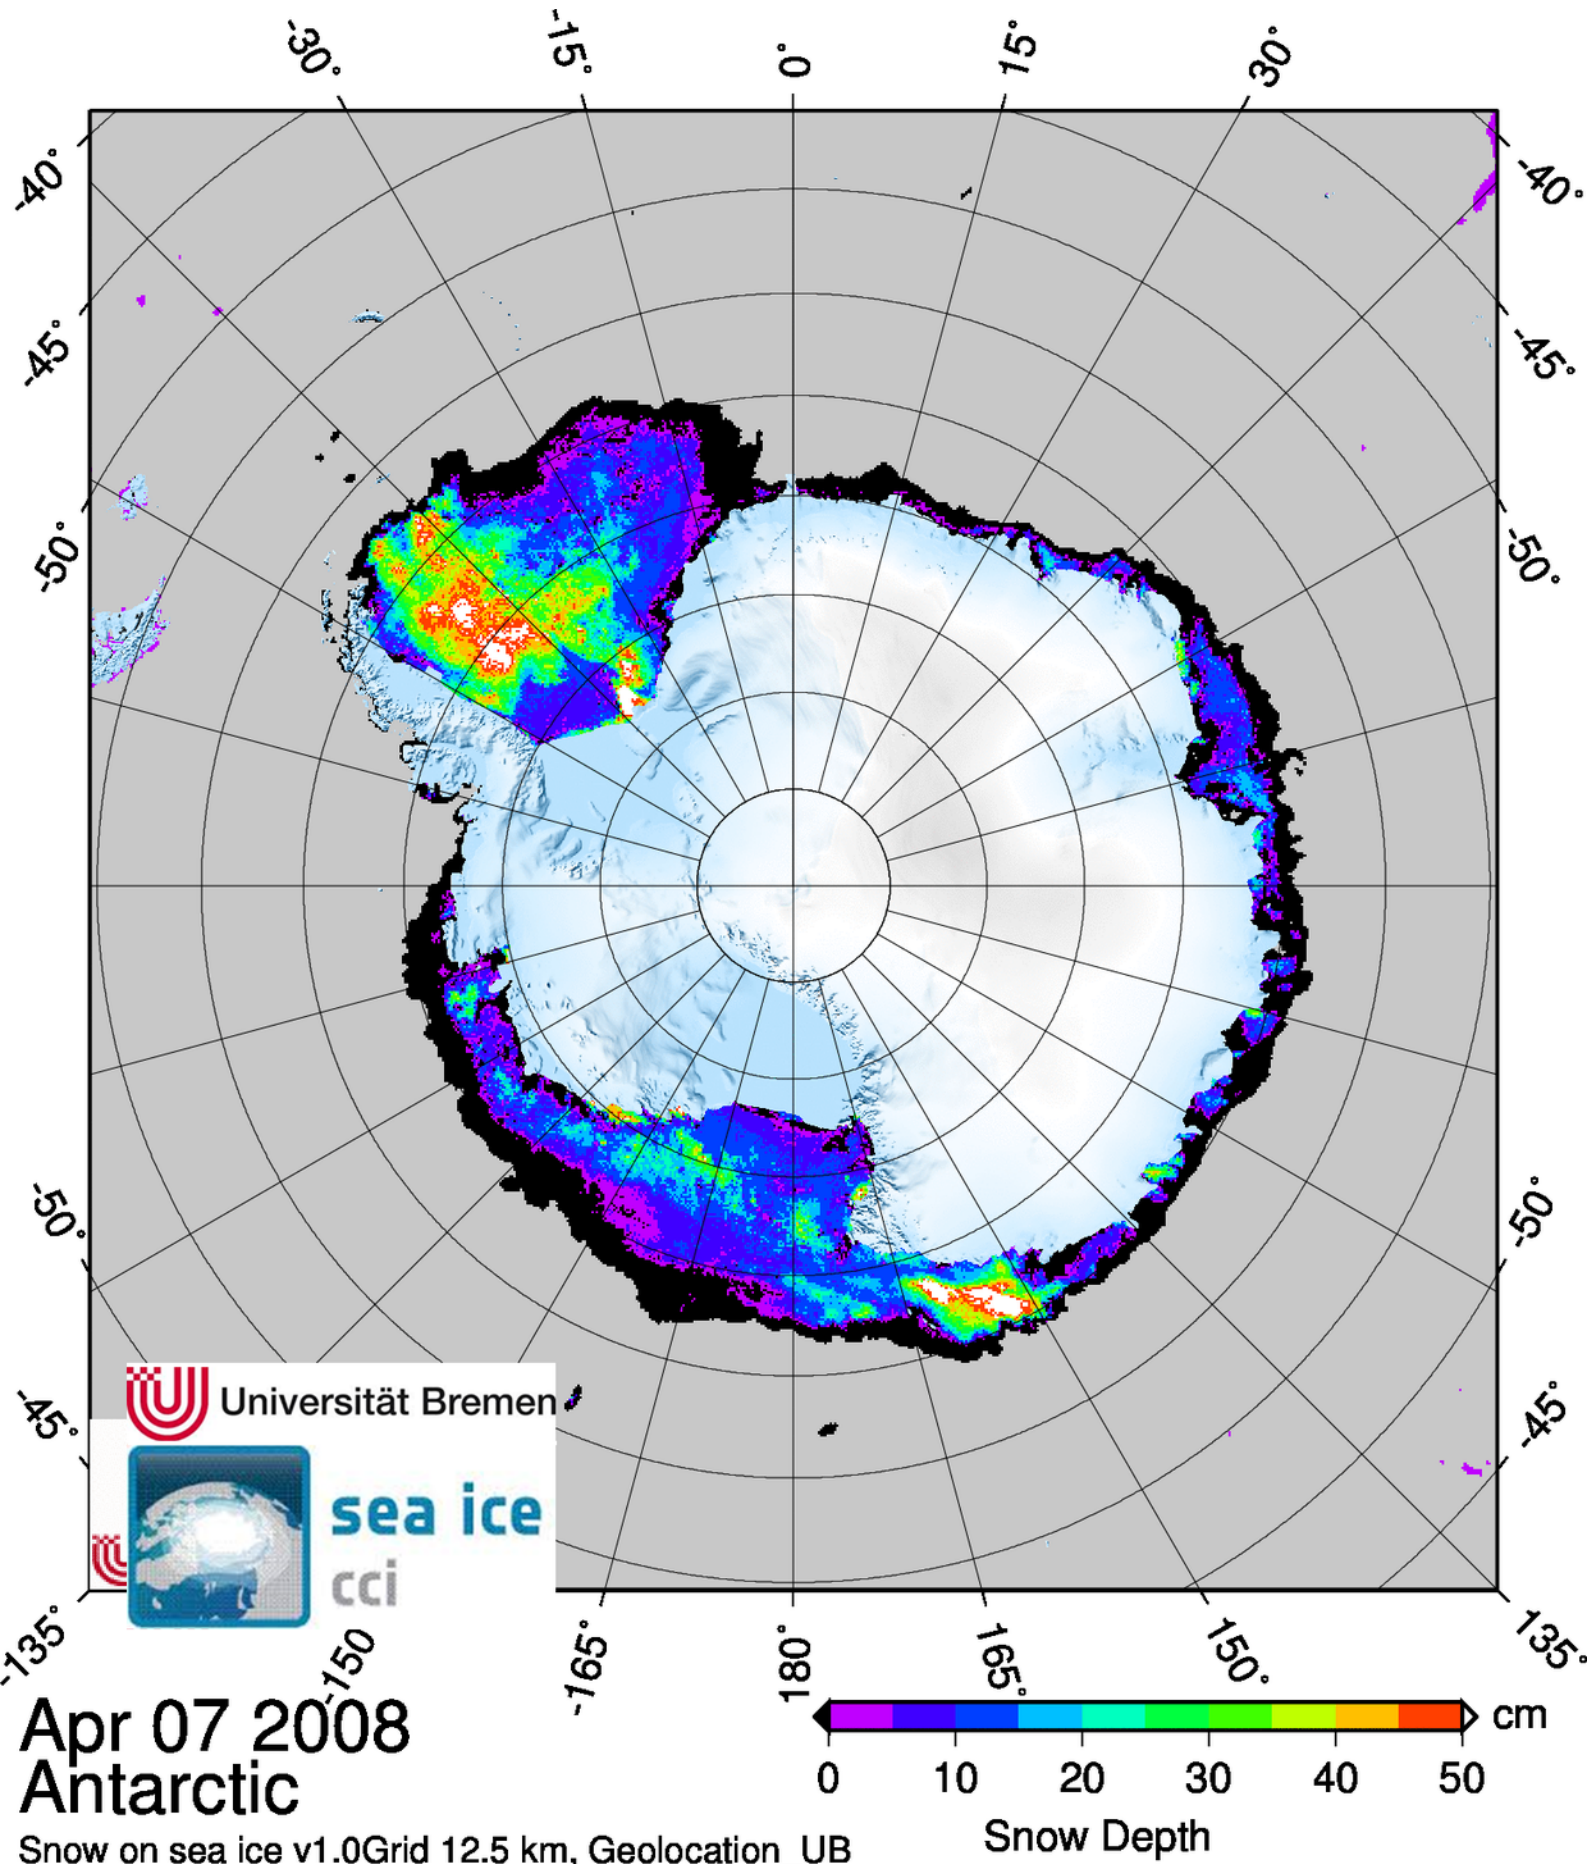 -30°
-15°
0°
15°
30°
-40°
-40°
-45°
-45°
-50°
-50°
-50°
-50°
-45°
-45°
Universität Bremen
sea ice
cci
-135°
-150
-165°
180°
165°
150°
135°
Apr 07 2008
Antarctic
cm
0 10 20 30 40 50
Snow Depth
Snow on sea ice v1.0Grid 12.5 km, Geolocation UB